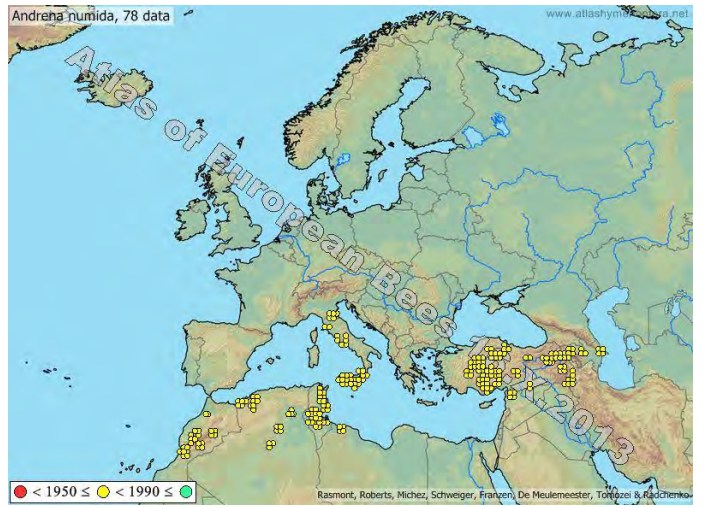 Andrena numida, 78 data
www.atlashymenoptera.net
Atlas of European Bees
.2013
< 1950 ≤ < 1990 ≤
Rasmont, Roberts, Michez, Schweiger, Franzen, De Meulemeester, Tomozei & Radchenko